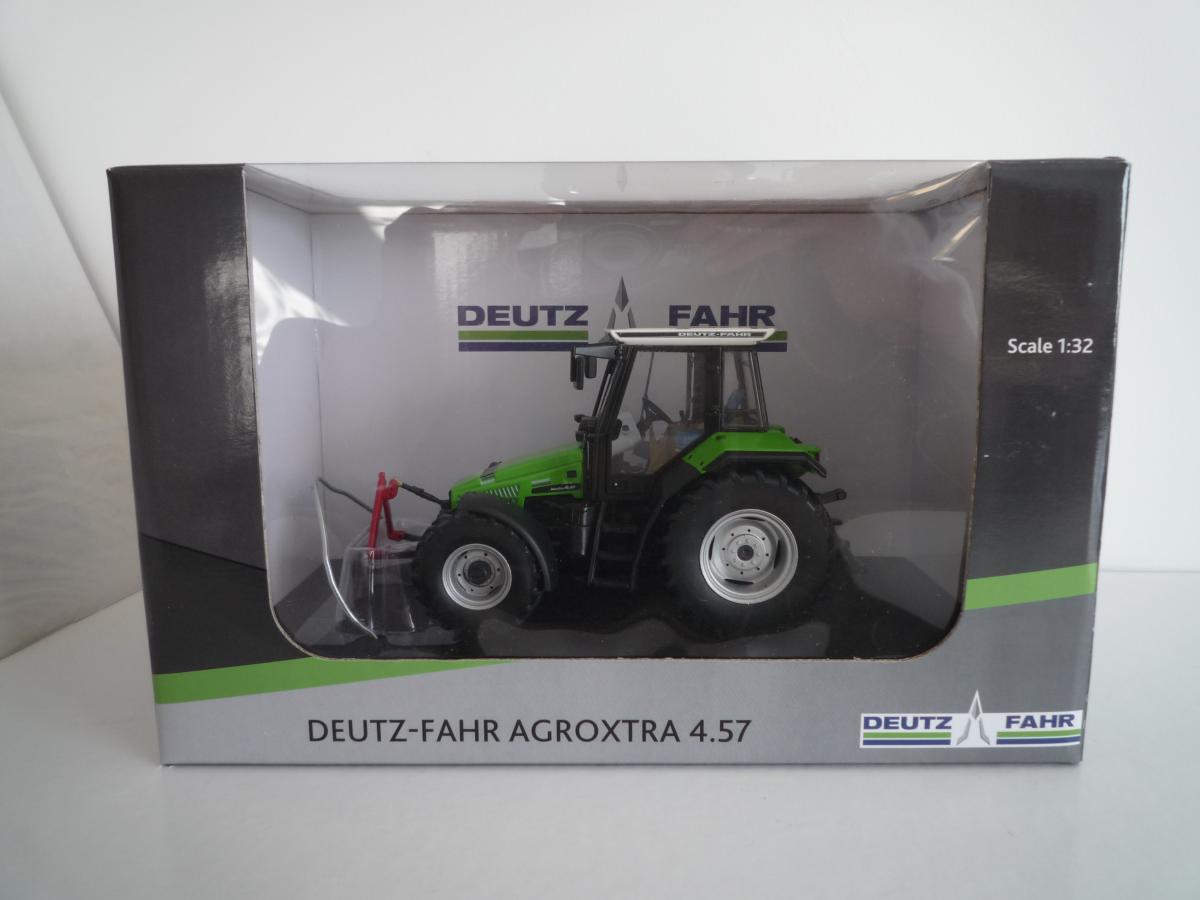 DEUTZ FAHR
DEUTZ-FAHR
Scale 1:32
DEUTZ-FAHR AGROXTRA 4.57
DEUTZ FAHR